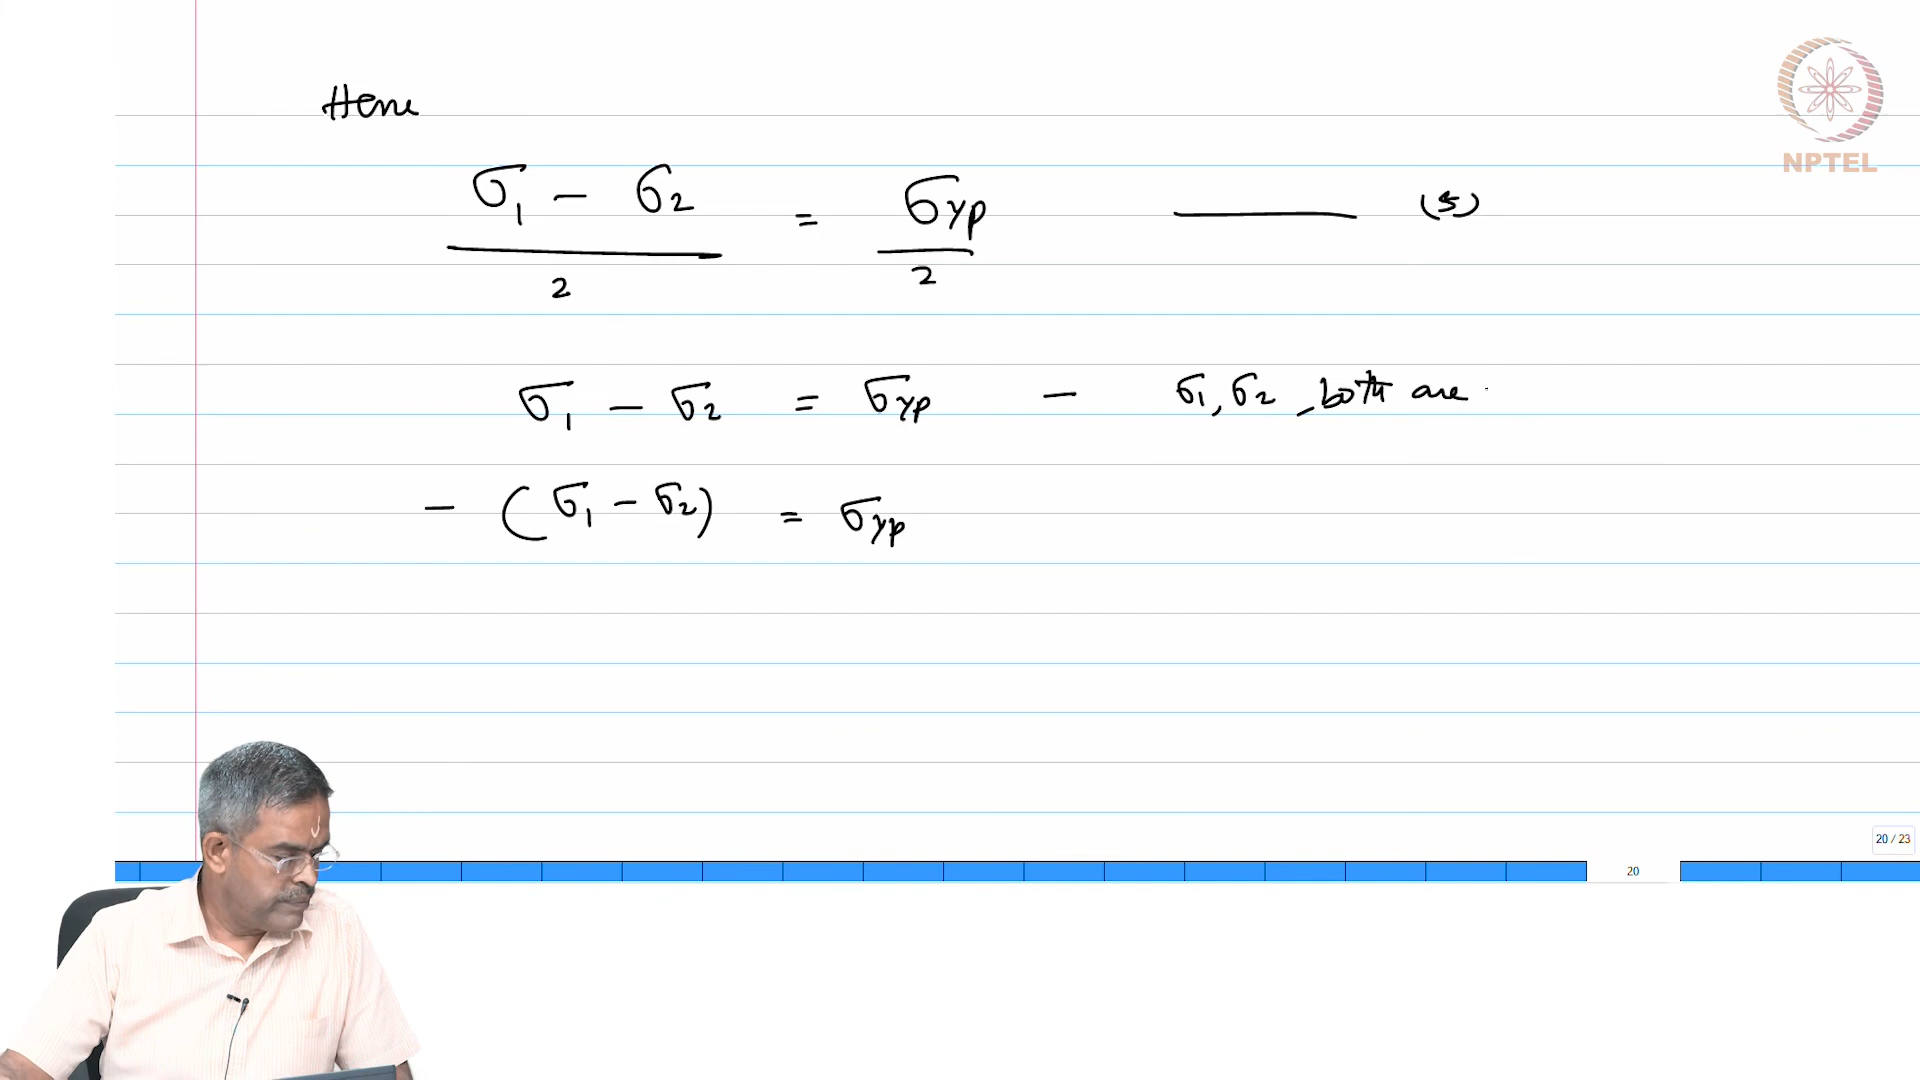 Hence
σ1 - σ2 / 2 = σyp / 2 —— (5)
σ1 - σ2 = σyp - σ1, σ2, both are
- (σ1 - σ2) = σyp
NPTEL
20 / 23
20